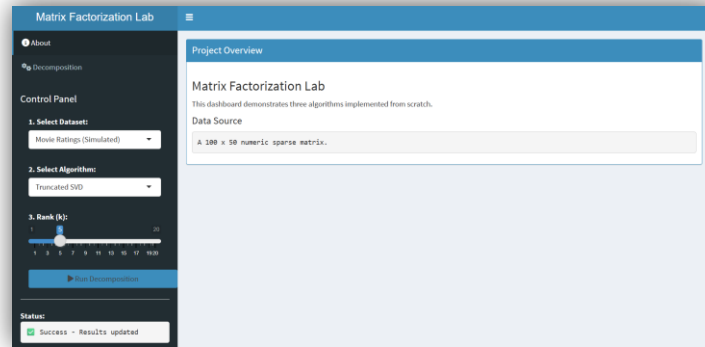 Matrix Factorization Lab
About
Decomposition
Control Panel
1. Select Dataset:
Movie Ratings (Simulated)
2. Select Algorithm:
Truncated SVD
3. Rank (k):
1 5 20
1 3 5 7 9 11 13 15 17 1920
Run Decomposition
Status:
✅ Success - Results updated
Project Overview
Matrix Factorization Lab
This dashboard demonstrates three algorithms implemented from scratch.
Data Source
A 100 x 50 numeric sparse matrix.